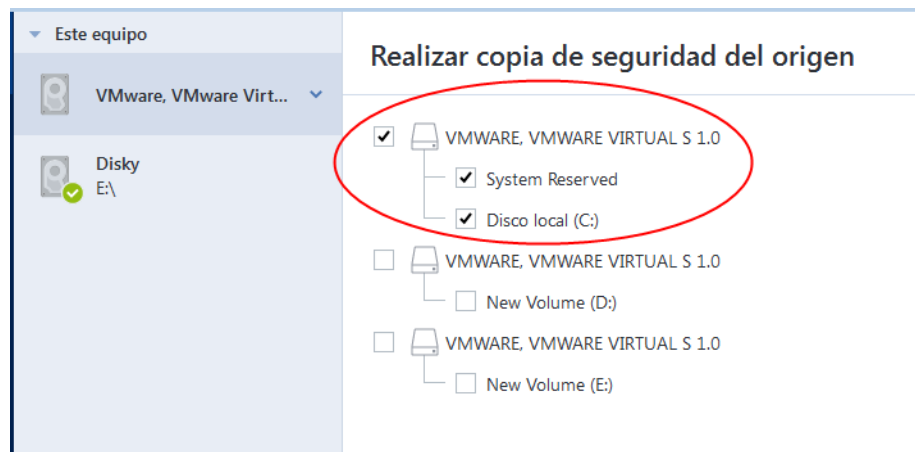 Este equipo
VMware, VMware Virt...
Disky
E:\
Realizar copia de seguridad del origen
VMWARE, VMWARE VIRTUAL S 1.0
System Reserved
Disco local (C:)
VMWARE, VMWARE VIRTUAL S 1.0
New Volume (D:)
VMWARE, VMWARE VIRTUAL S 1.0
New Volume (E:)